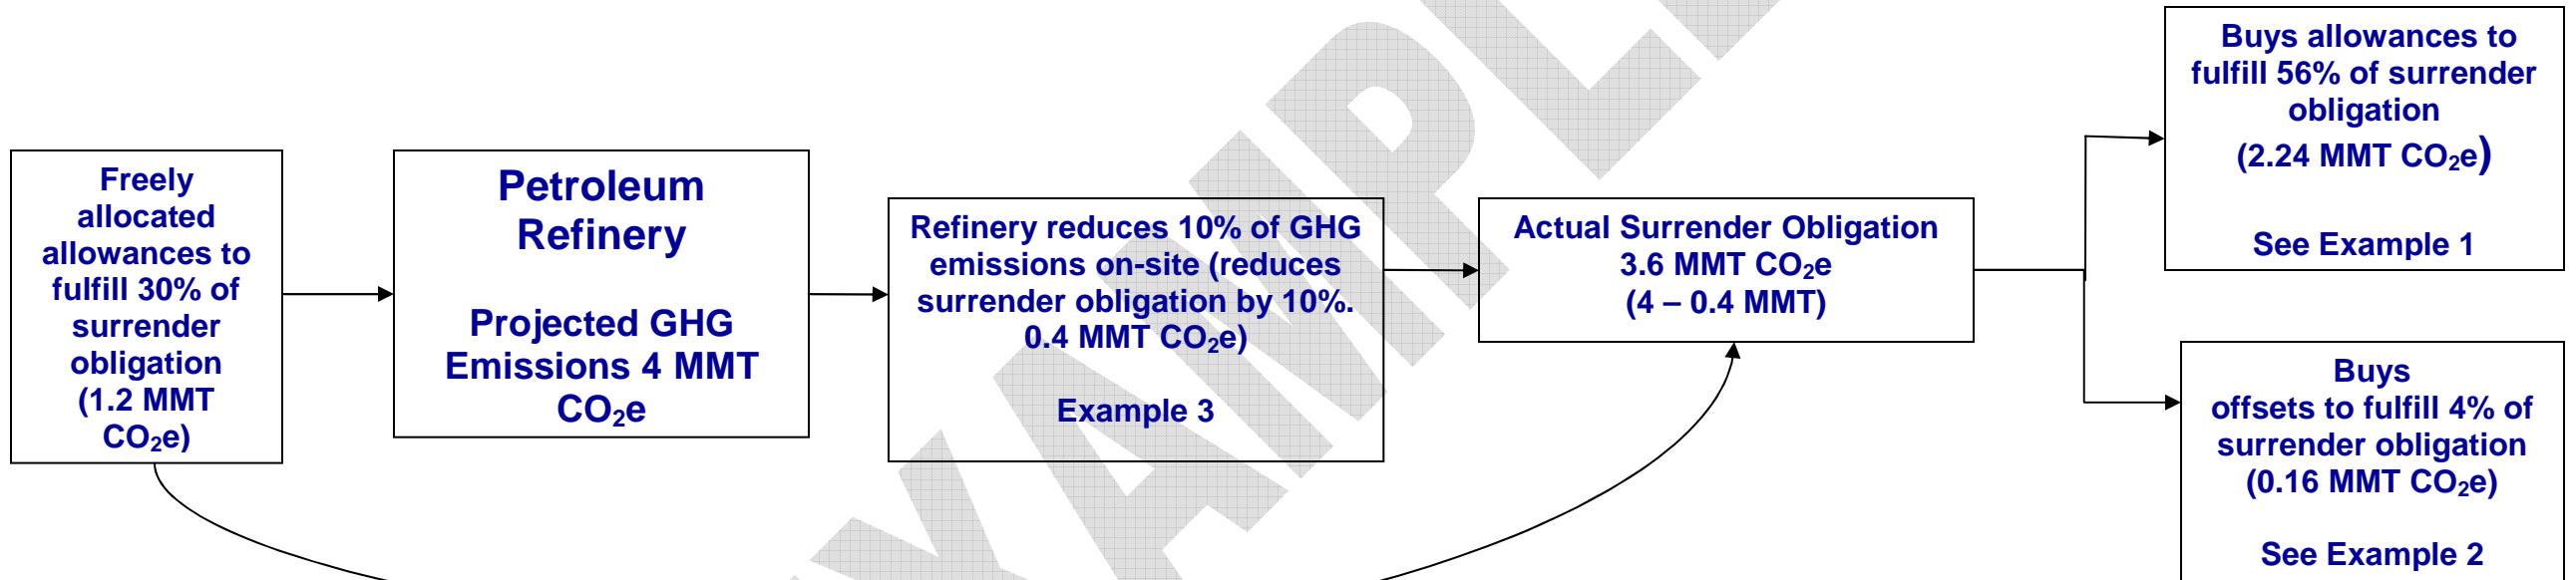 Freely
allocated
allowances to
fulfill 30% of
surrender
obligation
(1.2 MMT
CO₂e)
Petroleum
Refinery
Projected GHG
Emissions 4 MMT
CO₂e
Refinery reduces 10% of GHG
emissions on-site (reduces
surrender obligation by 10%.
0.4 MMT CO₂e)
Example 3
Actual Surrender Obligation
3.6 MMT CO₂e
(4 – 0.4 MMT)
Buys allowances to
fulfill 56% of surrender
obligation
(2.24 MMT CO₂e)
See Example 1
Buys
offsets to fulfill 4% of
surrender obligation
(0.16 MMT CO₂e)
See Example 2